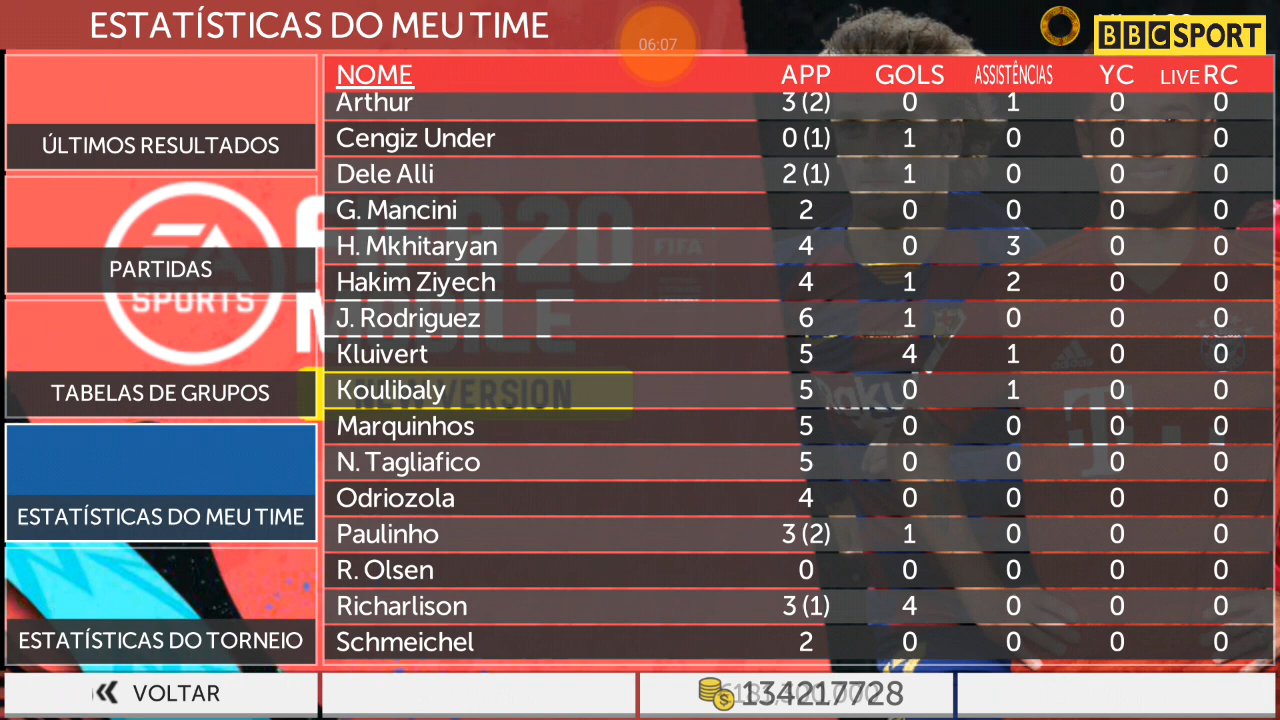 ESTATÍSTICAS DO MEU TIME
06:07
BBC SPORT
NOME APP GOLS ASSISTÊNCIAS YC LIVE RC
Arthur 3 (2) 0 1 0 0
Cengiz Under 0 (1) 1 0 0 0
Dele Alli 2 (1) 1 0 0 0
G. Mancini 2 0 0 0 0
H. Mkhitaryan 4 0 3 0 0
Hakim Ziyech 4 1 2 0 0
J. Rodriguez 6 1 0 0 0
Kluivert 5 4 1 0 0
Koulibaly 5 0 1 0 0
Marquinhos 5 0 0 0 0
N. Tagliafico 5 0 0 0 0
Odriozola 4 0 0 0 0
Paulinho 3 (2) 1 0 0 0
R. Olsen 0 0 0 0 0
Richarlison 3 (1) 4 0 0 0
Schmeichel 2 0 0 0 0
ÚLTIMOS RESULTADOS
PARTIDAS
TABELAS DE GRUPOS
ESTATÍSTICAS DO MEU TIME
ESTATÍSTICAS DO TORNEIO
EA
SPORTS
FIFA 20
FIFA
MOBILE
VERSION
VOLTAR
134217728